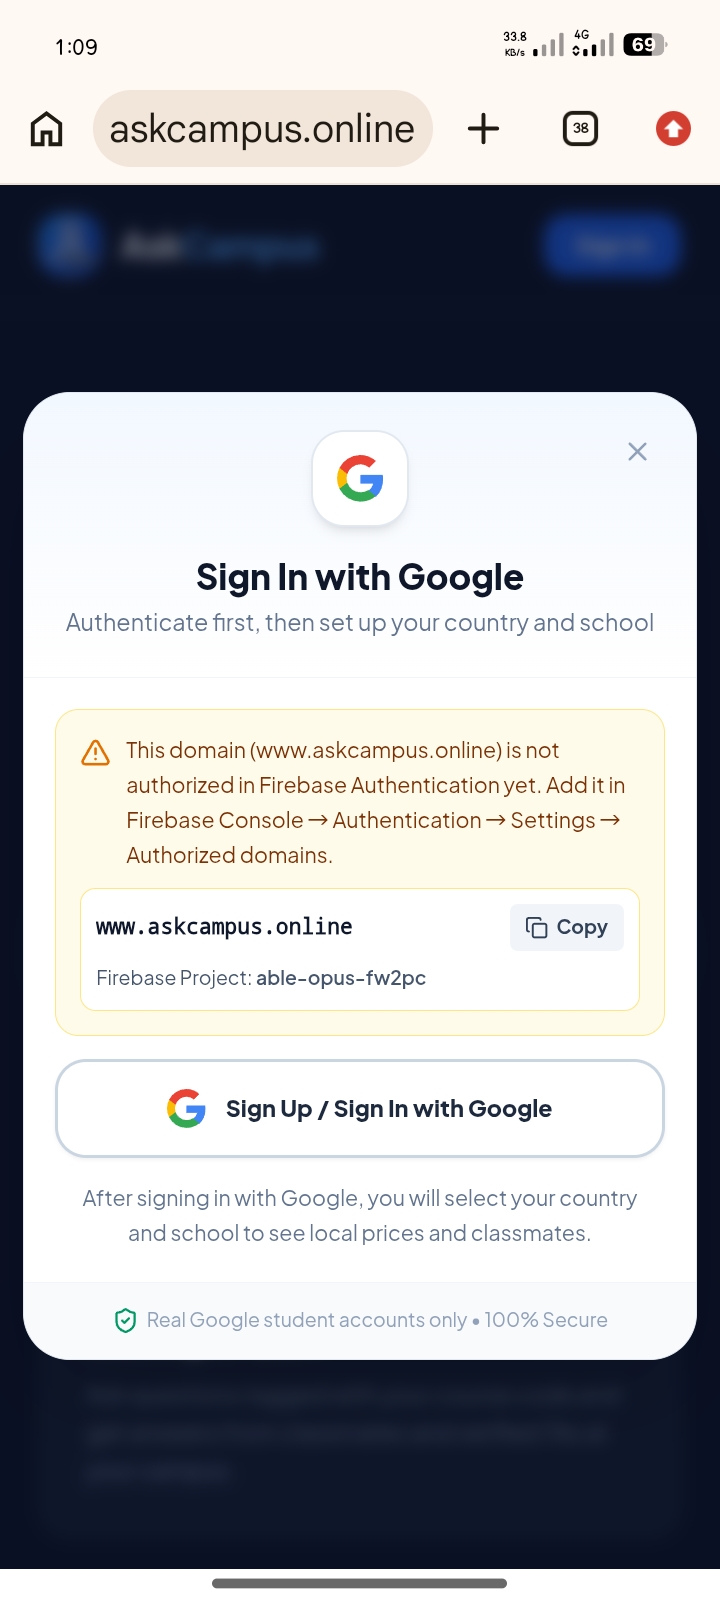 1:09
33.8
KB/s
4G
69
askcampus.online
38
AskCampus
Sign In with Google
Authenticate first, then set up your country and school
This domain (www.askcampus.online) is not
authorized in Firebase Authentication yet. Add it in
Firebase Console → Authentication → Settings →
Authorized domains.
www.askcampus.online
Copy
Firebase Project: able-opus-fw2pc
Sign Up / Sign In with Google
After signing in with Google, you will select your country
and school to see local prices and classmates.
Real Google student accounts only • 100% Secure